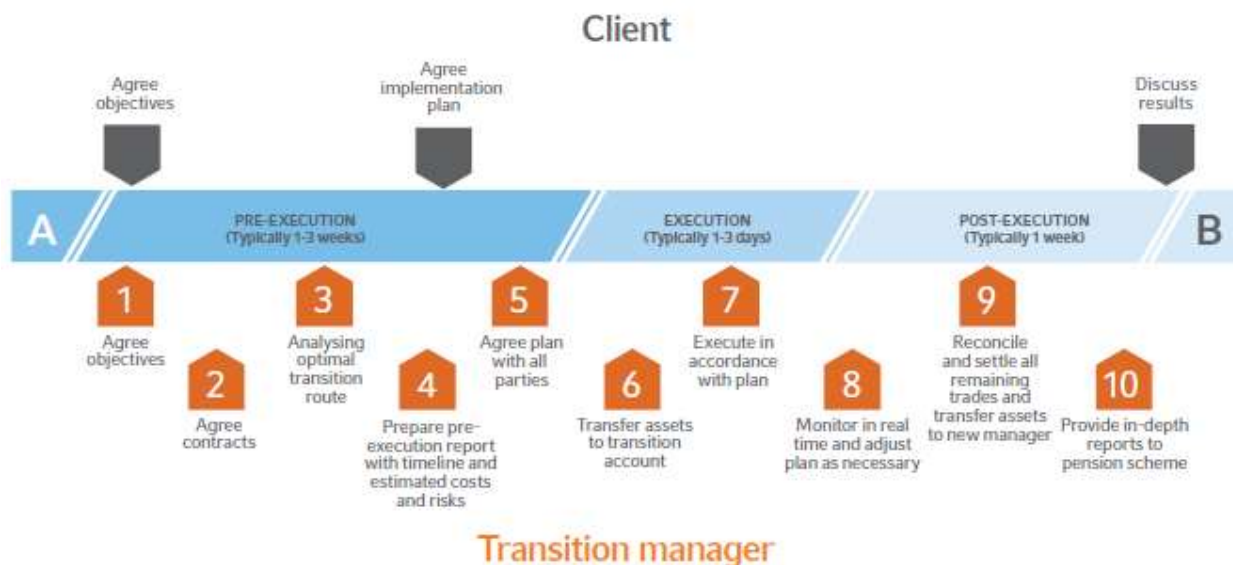 Client
Agree
objectives
Agree
implementation
plan
Discuss
results
A
PRE-EXECUTION
(Typically 1-3 weeks)
EXECUTION
(Typically 1-3 days)
POST-EXECUTION
(Typically 1 week)
B
1
Agree
objectives
2
Agree
contracts
3
Analysing
optimal
transition
route
4
Prepare pre-
execution report
with timeline and
estimated costs
and risks
5
Agree plan
with all
parties
6
Transfer assets
to transition
account
7
Execute in
accordance
with plan
8
Monitor in real
time and adjust
plan as necessary
9
Reconcile
and settle all
remaining
trades and
transfer assets
to new manager
10
Provide in-depth
reports to
pension scheme
Transition manager